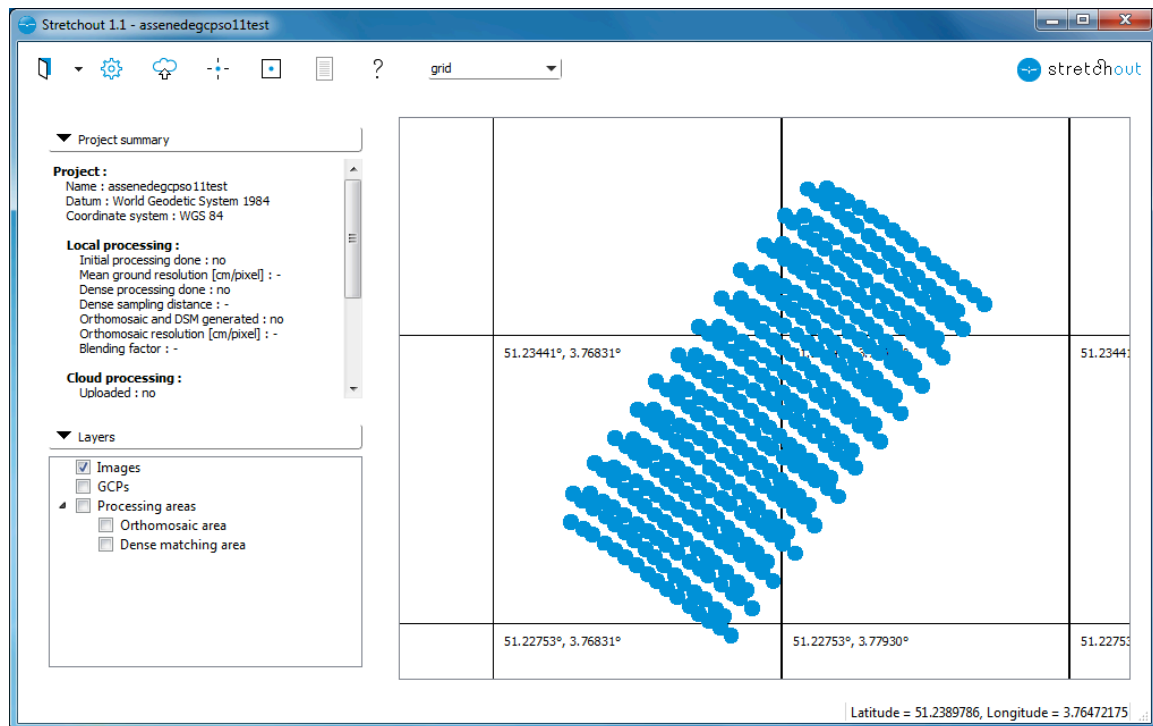 Stretchout 1.1 - assenedegcpso11test
? grid
stretchout
Project summary
Project :
Name : assenedegcpso11test
Datum : World Geodetic System 1984
Coordinate system : WGS 84
Local processing :
Initial processing done : no
Mean ground resolution [cm/pixel] : -
Dense processing done : no
Dense sampling distance : -
Orthomosaic and DSM generated : no
Orthomosaic resolution [cm/pixel] : -
Blending factor : -
Cloud processing :
Uploaded : no
Layers
Images
GCPs
Processing areas
Orthomosaic area
Dense matching area
51.23441°, 3.76831°
51.23441
51.22753°, 3.76831°
51.22753°, 3.77930°
51.22753
Latitude = 51.2389786, Longitude = 3.76472175